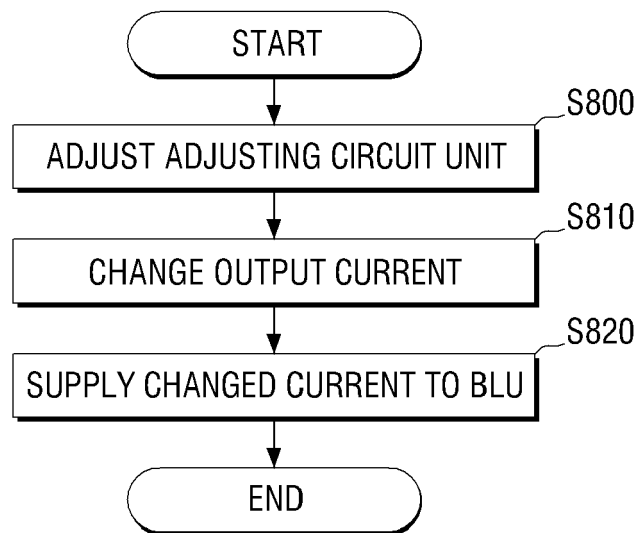 START
S800
ADJUST ADJUSTING CIRCUIT UNIT
S810
CHANGE OUTPUT CURRENT
S820
SUPPLY CHANGED CURRENT TO BLU
END